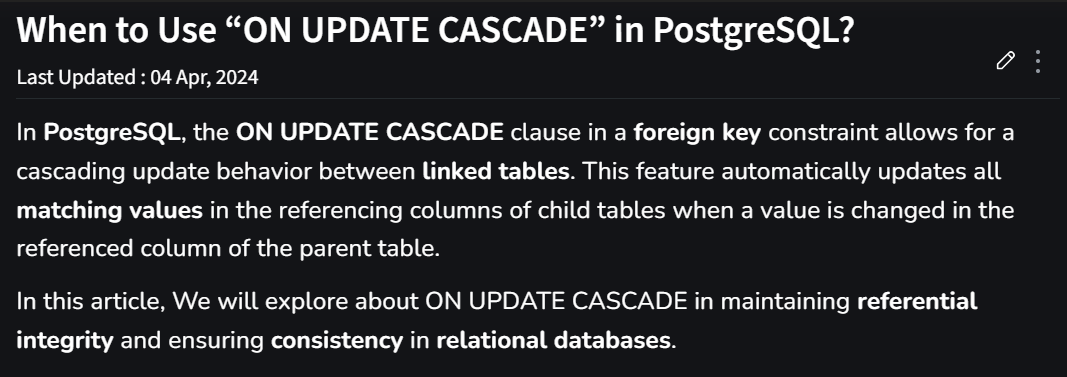 When to Use “ON UPDATE CASCADE” in PostgreSQL?
Last Updated : 04 Apr, 2024
In PostgreSQL, the ON UPDATE CASCADE clause in a foreign key constraint allows for a
cascading update behavior between linked tables. This feature automatically updates all
matching values in the referencing columns of child tables when a value is changed in the
referenced column of the parent table.
In this article, We will explore about ON UPDATE CASCADE in maintaining referential
integrity and ensuring consistency in relational databases.